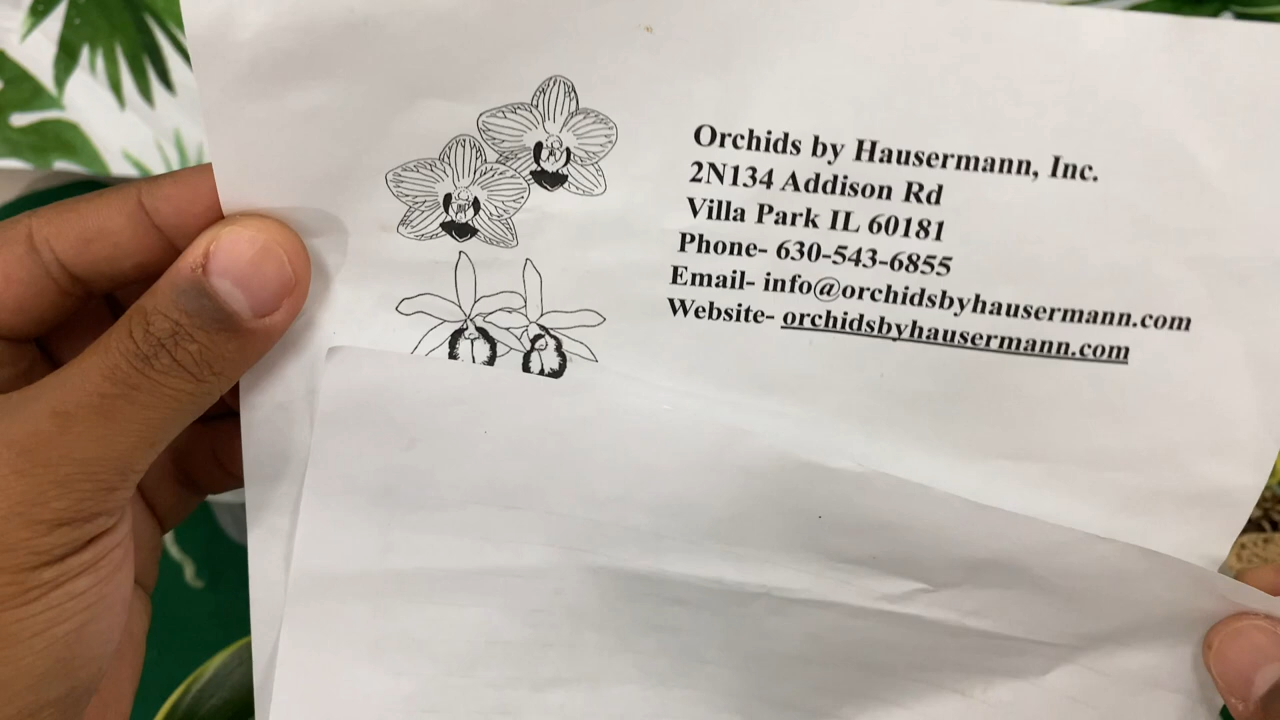 Orchids by Hausermann, Inc.
2N134 Addison Rd
Villa Park IL 60181
Phone- 630-543-6855
Email- info@orchidsbyhausermann.com
Website- orchidsbyhausermann.com